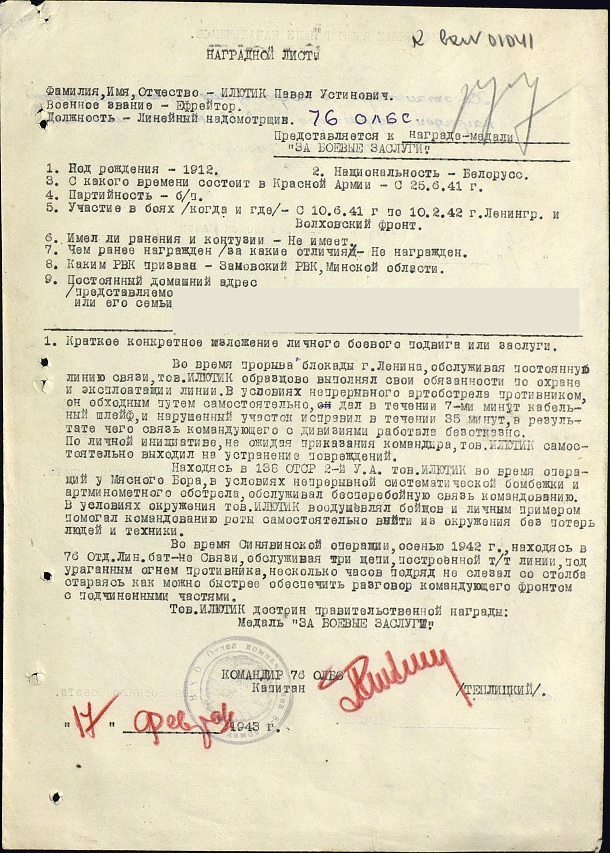 НАГРАДНОЙ ЛИСТ
Фамилия,Имя,Отчество - ИЛЮТИК Павел Устинович.
Военное звание - Ефрейтор.
Должность - Линейный надсмотрщик. 76 ОЛБС.
Представляется к награде-медали
"ЗА БОЕВЫЕ ЗАСЛУГИ".
1. Год рождения - 1912. 2. Национальность - Белорусс.
3. С какого времени состоит в Красной Армии - С 25.6.41 г.
4. Партийность - б/п.
5. Участие в боях /когда и где/- С 10.6.41 г по 10.2.42 г.Ленингр. и
Волховский фронт.
6. Имел ли ранения и контузии - Не имеет.
7. Чем ранее награжден /за какие отличия/- Не награжден.
8. Каким РВК призван - Замовский РВК,Минской области.
9. Постоянный домашний адрес
/представляемо
или его семьи
1. Краткое конкретное изложение личного боевого подвига или заслуги.
Во время прорыва блокады г.Ленина,обслуживая постоянную
линию связи,тов.ИЛЮТИК образцово выполнял свои обязанности по охране
и эксплоатации линии.В условиях непрерывного артобстрела противником,
он обходным путем самостоятельно, дал в течении 7-ми минут кабель-
ный шлейф,и нарушенный участок исправил в течении 35 минут,в резуль-
тате чего связь командующего с дивизиями работала безотказно.
По личной инициативе,не ожидая приказания командира,тов.ИЛЮТИК самос-
тоятельно выходил на устранение повреждений.
Находясь в 138 ОТСР 2-й У.А. тов.ИЛЮТИК во время опера-
ций у Мясного Бора,в условиях непрерывной систематической бомбежки и
артминометного обстрела,обслуживал бесперебойную связь командованию.
В условиях окружения тов.ИЛЮТИК воодушевлял бойцов и личным примером
помогал командованию роты самостоятельно выйти из окружения без потерь
людей и техники.
Во время Синявинской операции,осенью 1942 г.,находясь в
76 Отд.Лин.бат-не Связи,обслуживая три цепи,построенной т/т линии,под
ураганным огнем противника,несколько часов подряд не слезал со столба
стараясь как можно быстрее обеспечить разговор командующего фронтом
с подчиненными частями.
Тов.ИЛЮТИК достоин правительственной награды:
Медаль "ЗА БОЕВЫЕ ЗАСЛУГИ".
КОМАНДИР 76 ОЛБС
Капитан /ТЕПЛИЦКИЙ/.
"17" Февраля 1943 г.